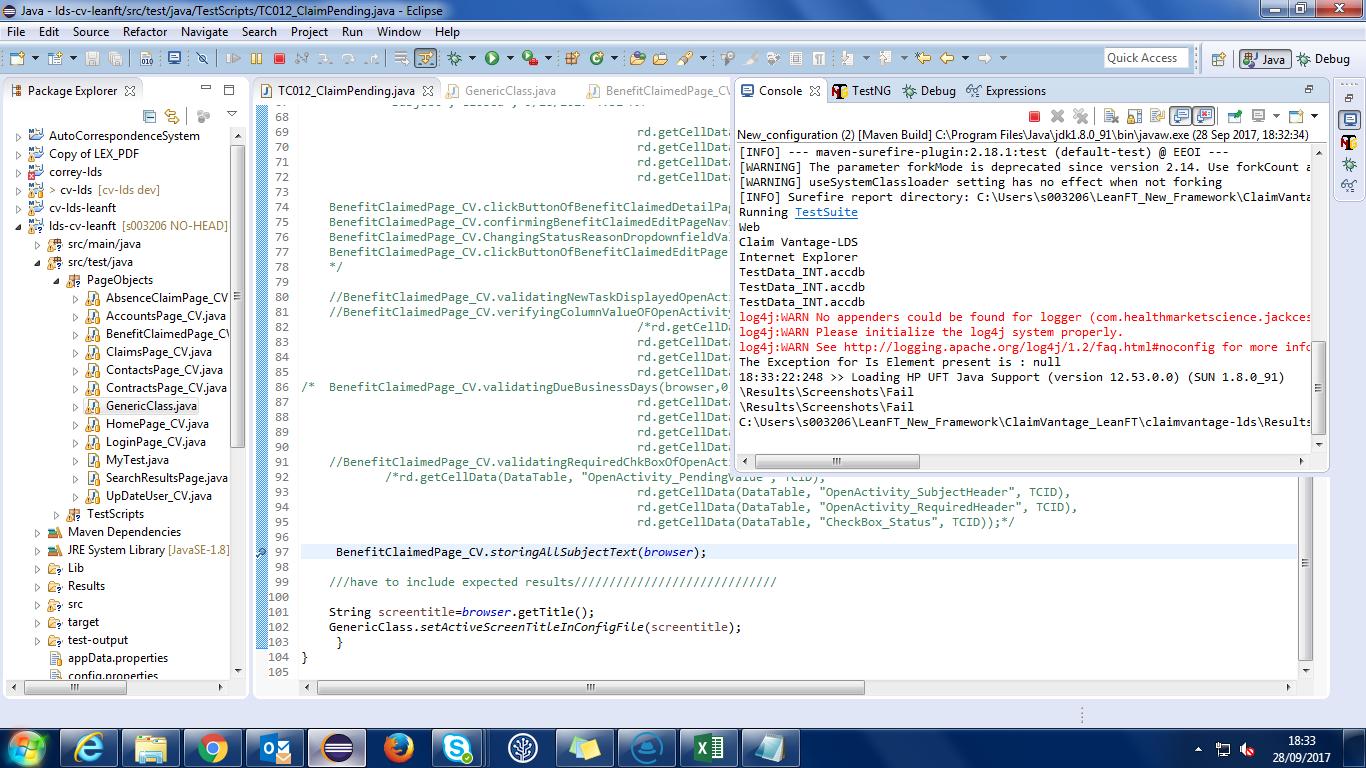 Java - lds-cv-leanft/src/test/java/TestScripts/TC012_ClaimPending.java - Eclipse
File Edit Source Refactor Navigate Search Project Run Window Help
Quick Access
Java
Debug
Package Explorer
TC012_ClaimPending.java
GenericClass.java
BenefitClaimedPage_CV
Console
TestNG
Debug
Expressions
AutoCorrespondenceSystem
Copy of LEX_PDF
correy-lds
> cv-lds [cv-lds dev]
cv-lds-leanft
lds-cv-leanft [s003206 NO-HEAD]
src/main/java
src/test/java
PageObjects
AbsenceClaimPage_CV
AccountsPage_CV.java
BenefitClaimedPage_CV
ClaimsPage_CV.java
ContactsPage_CV.java
ContractsPage_CV.java
GenericClass.java
HomePage_CV.java
LoginPage_CV.java
MyTest.java
SearchResultsPage.java
UpDateUser_CV.java
TestScripts
Maven Dependencies
JRE System Library [JavaSE-1.8]
Lib
Results
src
target
test-output
appData.properties
config.properties
68
69 rd.getCellData
70 rd.getCellData
71 rd.getCellData
72 rd.getCellData
73
74 BenefitClaimedPage_CV.clickButtonOfBenefitClaimedDetailPag
75 BenefitClaimedPage_CV.confirmingBenefitClaimedEditPageNavi
76 BenefitClaimedPage_CV.ChangingStatusReasonDropdownfieldVal
77 BenefitClaimedPage_CV.clickButtonOfBenefitClaimedEditPage
78 */
79
80 //BenefitClaimedPage_CV.validatingNewTaskDisplayedOpenActi
81 //BenefitClaimedPage_CV.verifyingColumnValueOFOpenActivity
82 /*rd.getCellDa
83 rd.getCellData
84 rd.getCellData
85 rd.getCellData
86 /* BenefitClaimedPage_CV.validatingDueBusinessDays(browser,0
87 rd.getCellData
88 rd.getCellData
89 rd.getCellData
90 rd.getCellData
91 //BenefitClaimedPage_CV.validatingRequiredChkBoxOfOpenActi
92 /*rd.getCellData(DataTable, "OpenActivity_PendingValue", TCID),
93 rd.getCellData(DataTable, "OpenActivity_SubjectHeader", TCID),
94 rd.getCellData(DataTable, "OpenActivity_RequiredHeader", TCID),
95 rd.getCellData(DataTable, "CheckBox_Status", TCID));*/
96
97 BenefitClaimedPage_CV.storingAllSubjectText(browser);
98
99 ///have to include expected results/////////////////////////////
100
101 String screentitle=browser.getTitle();
102 GenericClass.setActiveScreenTitleInConfigFile(screentitle);
103 }
104 }
105
New_configuration (2) [Maven Build] C:\Program Files\Java\jdk1.8.0_91\bin\javaw.exe (28 Sep 2017, 18:32:34)
[INFO] --- maven-surefire-plugin:2.18.1:test (default-test) @ EEOI ---
[WARNING] The parameter forkMode is deprecated since version 2.14. Use forkCount a
[WARNING] useSystemClassloader setting has no effect when not forking
[INFO] Surefire report directory: C:\Users\s003206\LeanFT_New_Framework\ClaimVanta
Running TestSuite
Web
Claim Vantage-LDS
Internet Explorer
TestData_INT.accdb
TestData_INT.accdb
TestData_INT.accdb
log4j:WARN No appenders could be found for logger (com.healthmarketscience.jackces
log4j:WARN Please initialize the log4j system properly.
log4j:WARN See http://logging.apache.org/log4j/1.2/faq.html#noconfig for more info
The Exception for Is Element present is : null
18:33:22:248 >> Loading HP UFT Java Support (version 12.53.0.0) (SUN 1.8.0_91)
\Results\Screenshots\Fail
\Results\Screenshots\Fail
C:\Users\s003206\LeanFT_New_Framework\ClaimVantage_LeanFT\claimvantage-lds\Results
18:33
28/09/2017